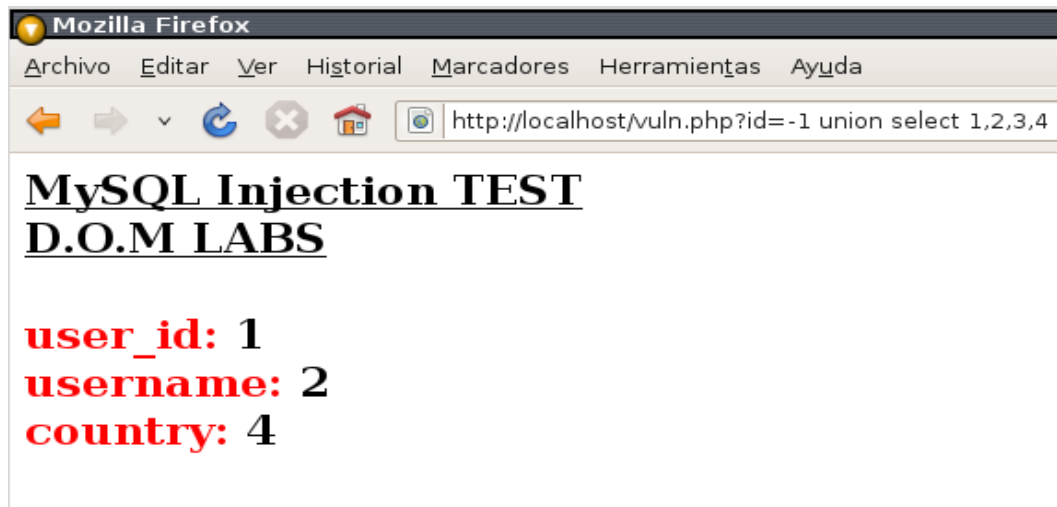 Mozilla Firefox
Archivo Editar Ver Historial Marcadores Herramientas Ayuda
http://localhost/vuln.php?id=-1 union select 1,2,3,4
MySQL Injection TEST
D.O.M LABS
user_id: 1
username: 2
country: 4